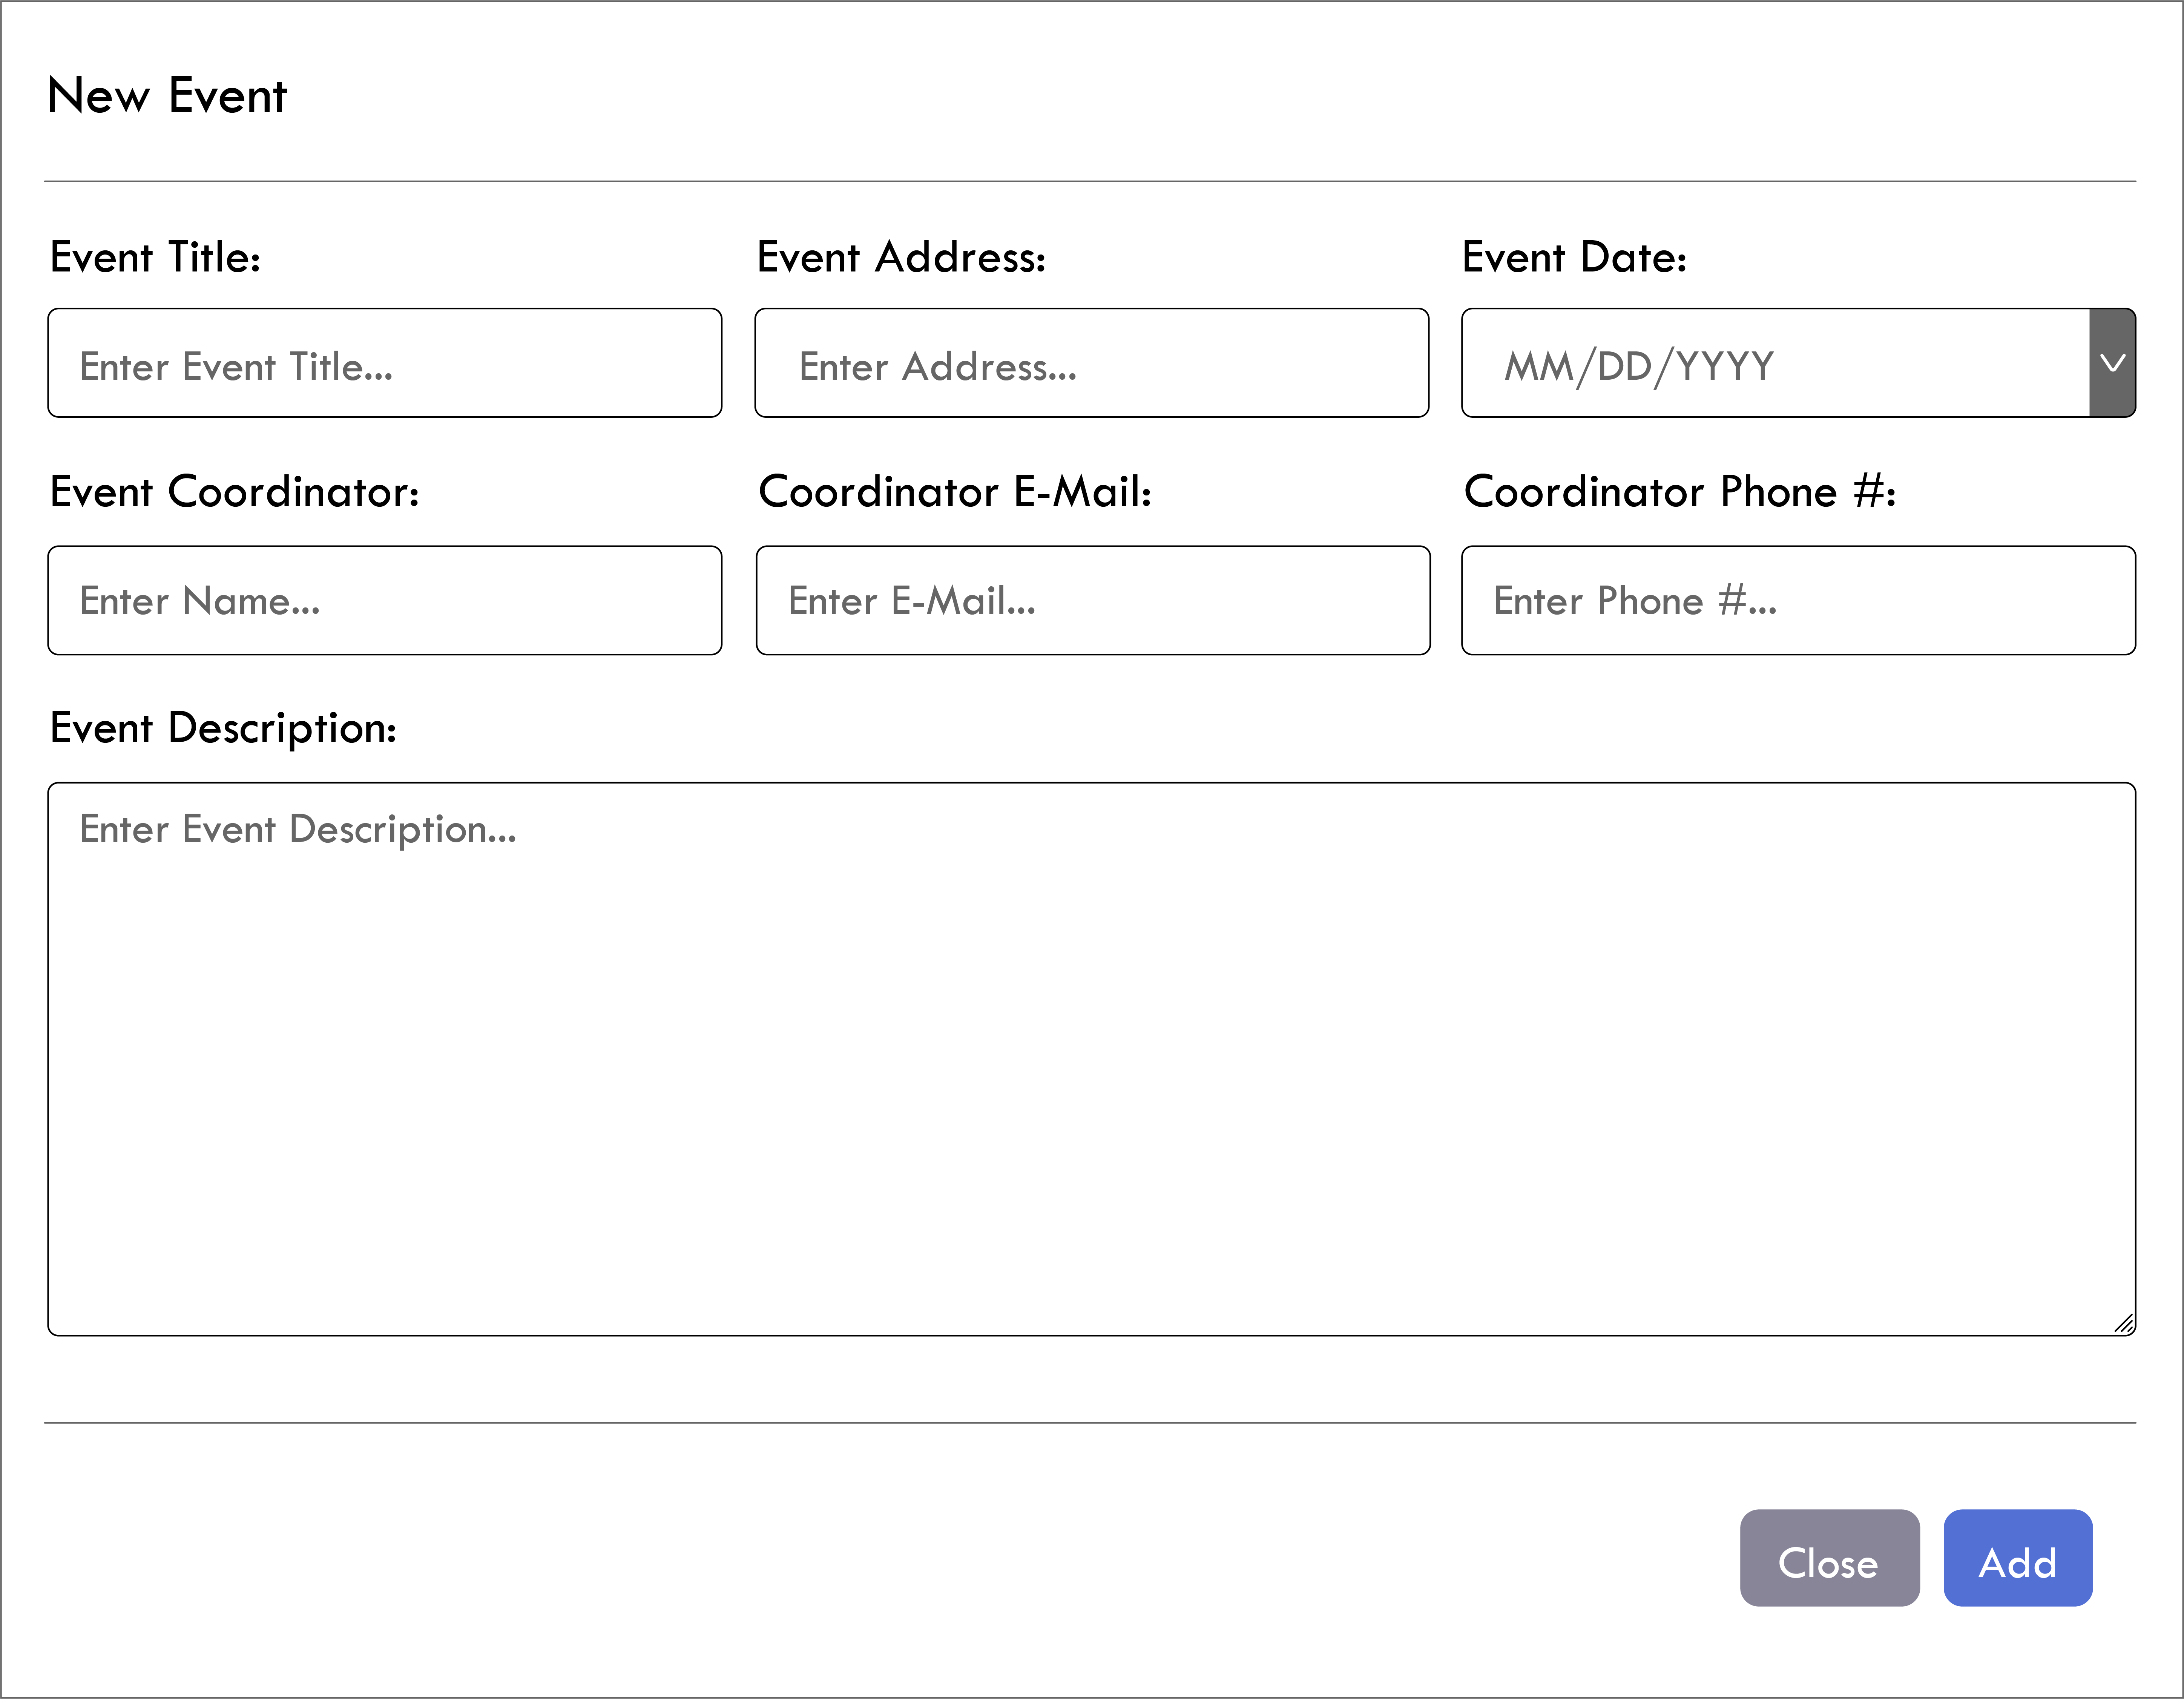 New Event
Event Title:
Event Address:
Event Date:
Enter Event Title...
Enter Address...
MM/DD/YYYY
Event Coordinator:
Coordinator E-Mail:
Coordinator Phone #:
Enter Name...
Enter E-Mail...
Enter Phone #...
Event Description:
Enter Event Description...
Close
Add